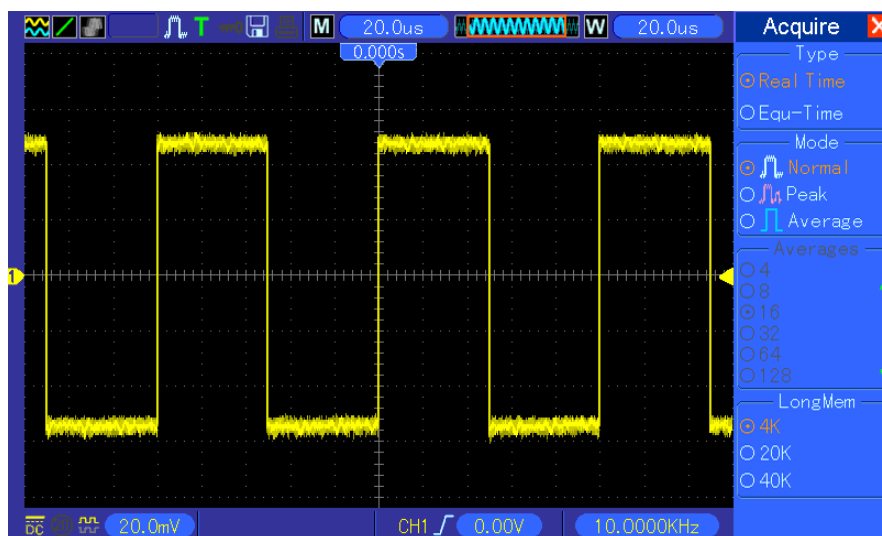 T M 20.0us W 20.0us
0.000s
1
DC 20.0mV CH1 0.00V 10.0000KHz
Acquire X
Type
Real Time
Equ-Time
Mode
Normal
Peak
Average
Averages
4
8
16
32
64
128
LongMem
4K
20K
40K